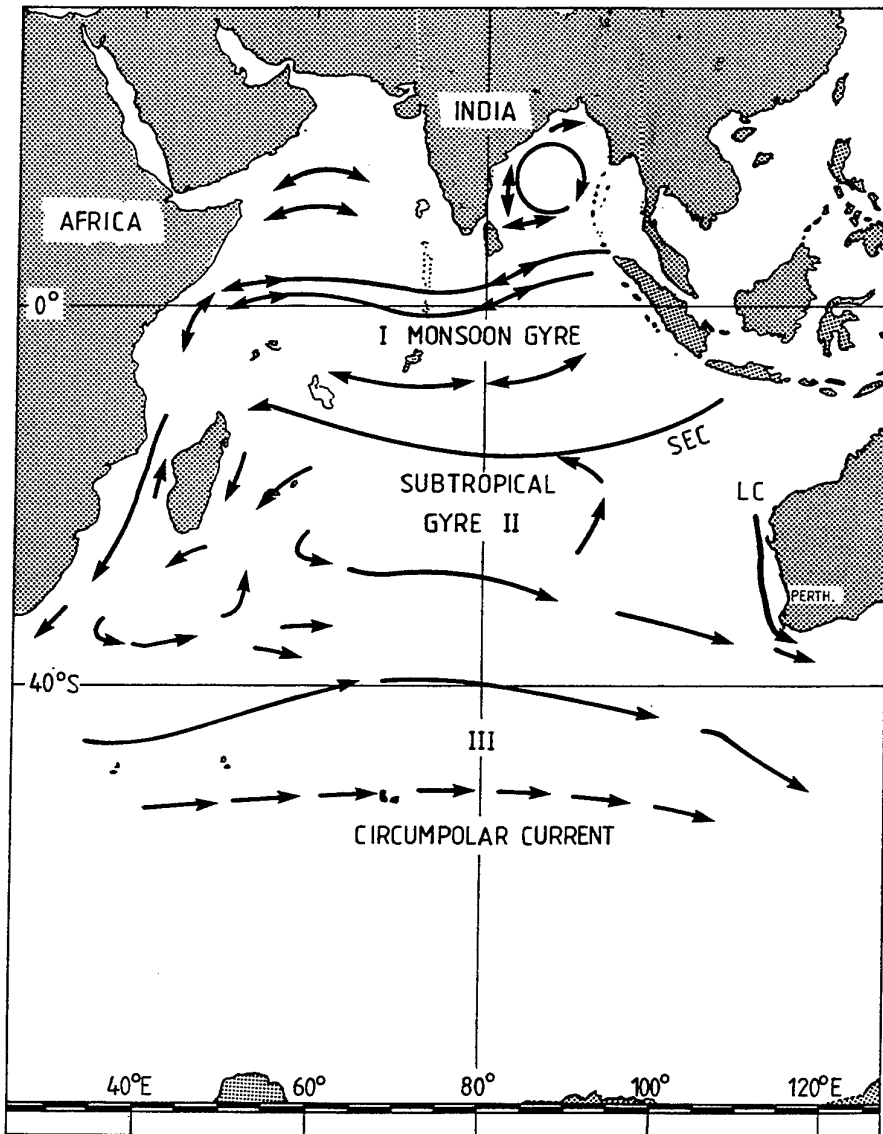 INDIA
AFRICA
0°
I MONSOON GYRE
SEC
SUBTROPICAL
GYRE II
LC
PERTH.
40°S
III
CIRCUMPOLAR CURRENT
40°E 60° 80° 100° 120°E